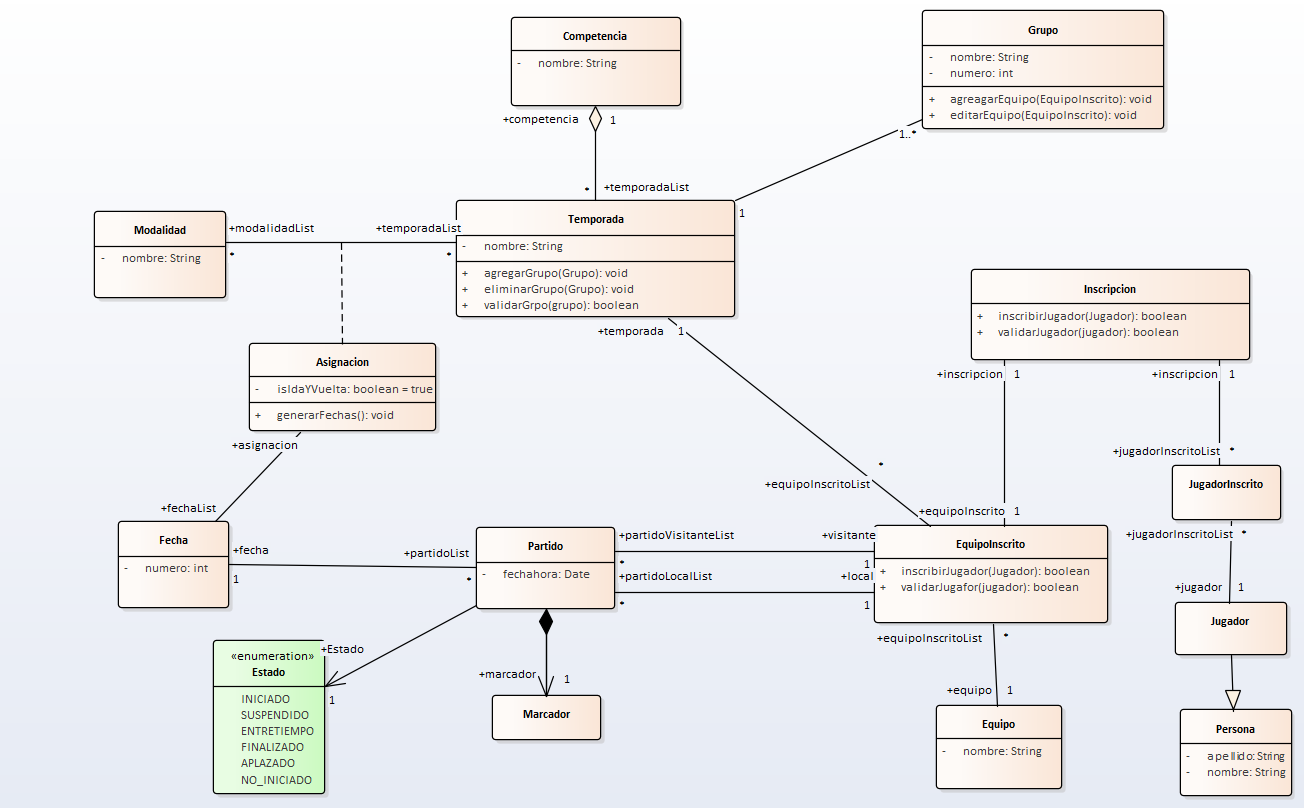 Competencia
- nombre: String
+competencia 1
* +temporadaList
Grupo
- nombre: String
- numero: int
+ agreagarEquipo(EquipoInscrito): void
+ editarEquipo(EquipoInscrito): void
1..*
1
Modalidad
- nombre: String
+modalidadList
*
+temporadaList
*
Temporada
- nombre: String
+ agregarGrupo(Grupo): void
+ eliminarGrupo(Grupo): void
+ validarGrpo(grupo): boolean
+temporada 1
Asignacion
- isIdaYVuelta: boolean = true
+ generarFechas(): void
+asignacion
+fechaList
Inscripcion
+ inscribirJugador(Jugador): boolean
+ validarJugador(jugador): boolean
+inscripcion 1
+inscripcion 1
*
+equipoInscritoList
+equipoInscrito 1
+jugadorInscritoList *
JugadorInscrito
+jugadorInscritoList *
+jugador 1
Jugador
Persona
- apellido: String
- nombre: String
Fecha
- numero: int
+fecha
1
+partidoList
*
Partido
- fechahora: Date
+partidoVisitanteList
*
+visitante
1
+partidoLocalList
*
+local
1
EquipoInscrito
+ inscribirJugador(Jugador): boolean
+ validarJugafor(jugador): boolean
+equipoInscritoList *
+equipo 1
Equipo
- nombre: String
+marcador 1
Marcador
+Estado
1
«enumeration»
Estado
INICIADO
SUSPENDIDO
ENTRETIEMPO
FINALIZADO
APLAZADO
NO_INICIADO